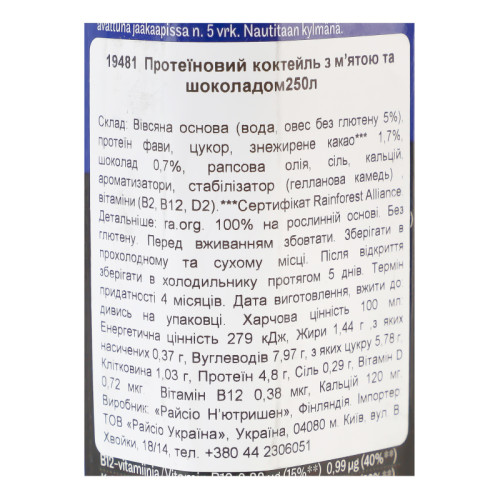 avattuna jääkaapissa n. 5 vrk. Nautitaan kylmänä.
19481 Протеїновий коктейль з м'ятою та
шоколадом250л
Склад: Вівсяна основа (вода, овес без глютену 5%),
протеїн фави, цукор, знежирене какао*** 1,7%,
шоколад 0,7%, рапсова олія, сіль, кальцій,
ароматизатори, стабілізатор (гелланова камедь) ,
вітаміни (B2, B12, D2).***Сертифікат Rainforest Alliance.
Детальніше: ra.org. 100% на рослинній основі. Без
глютену. Перед вживанням збовтати. Зберігати в
прохолодному та сухому місці. Після відкриття
зберігати в холодильнику протягом 5 днів. Термін
придатності 4 місяців. Дата виготовлення, вжити до:
дивись на упаковці. Харчова цінність 100 мл:
Енергетична цінність 279 кДж, Жири 1,44 г ,з яких
насичених 0,37 г, Вуглеводів 7,97 г, з яких цукру 5,78 г,
Клітковина 1,03 г, Протеїн 4,8 г, Сіль 0,29 г, Вітамін D
0,72 мкг Вітамін B12 0,38 мкг, Кальцій 120 мг
Виробник: «Райсіо Н'ютришен», Фінляндія Імпортер
ТОВ «Райсіо Україна», Україна, 04080 м. Київ, вул. В.
Хвойки, 18/14, тел. +380 44 2306051
B12-vitamiinia (15%**) 0,99 µg (40%**)